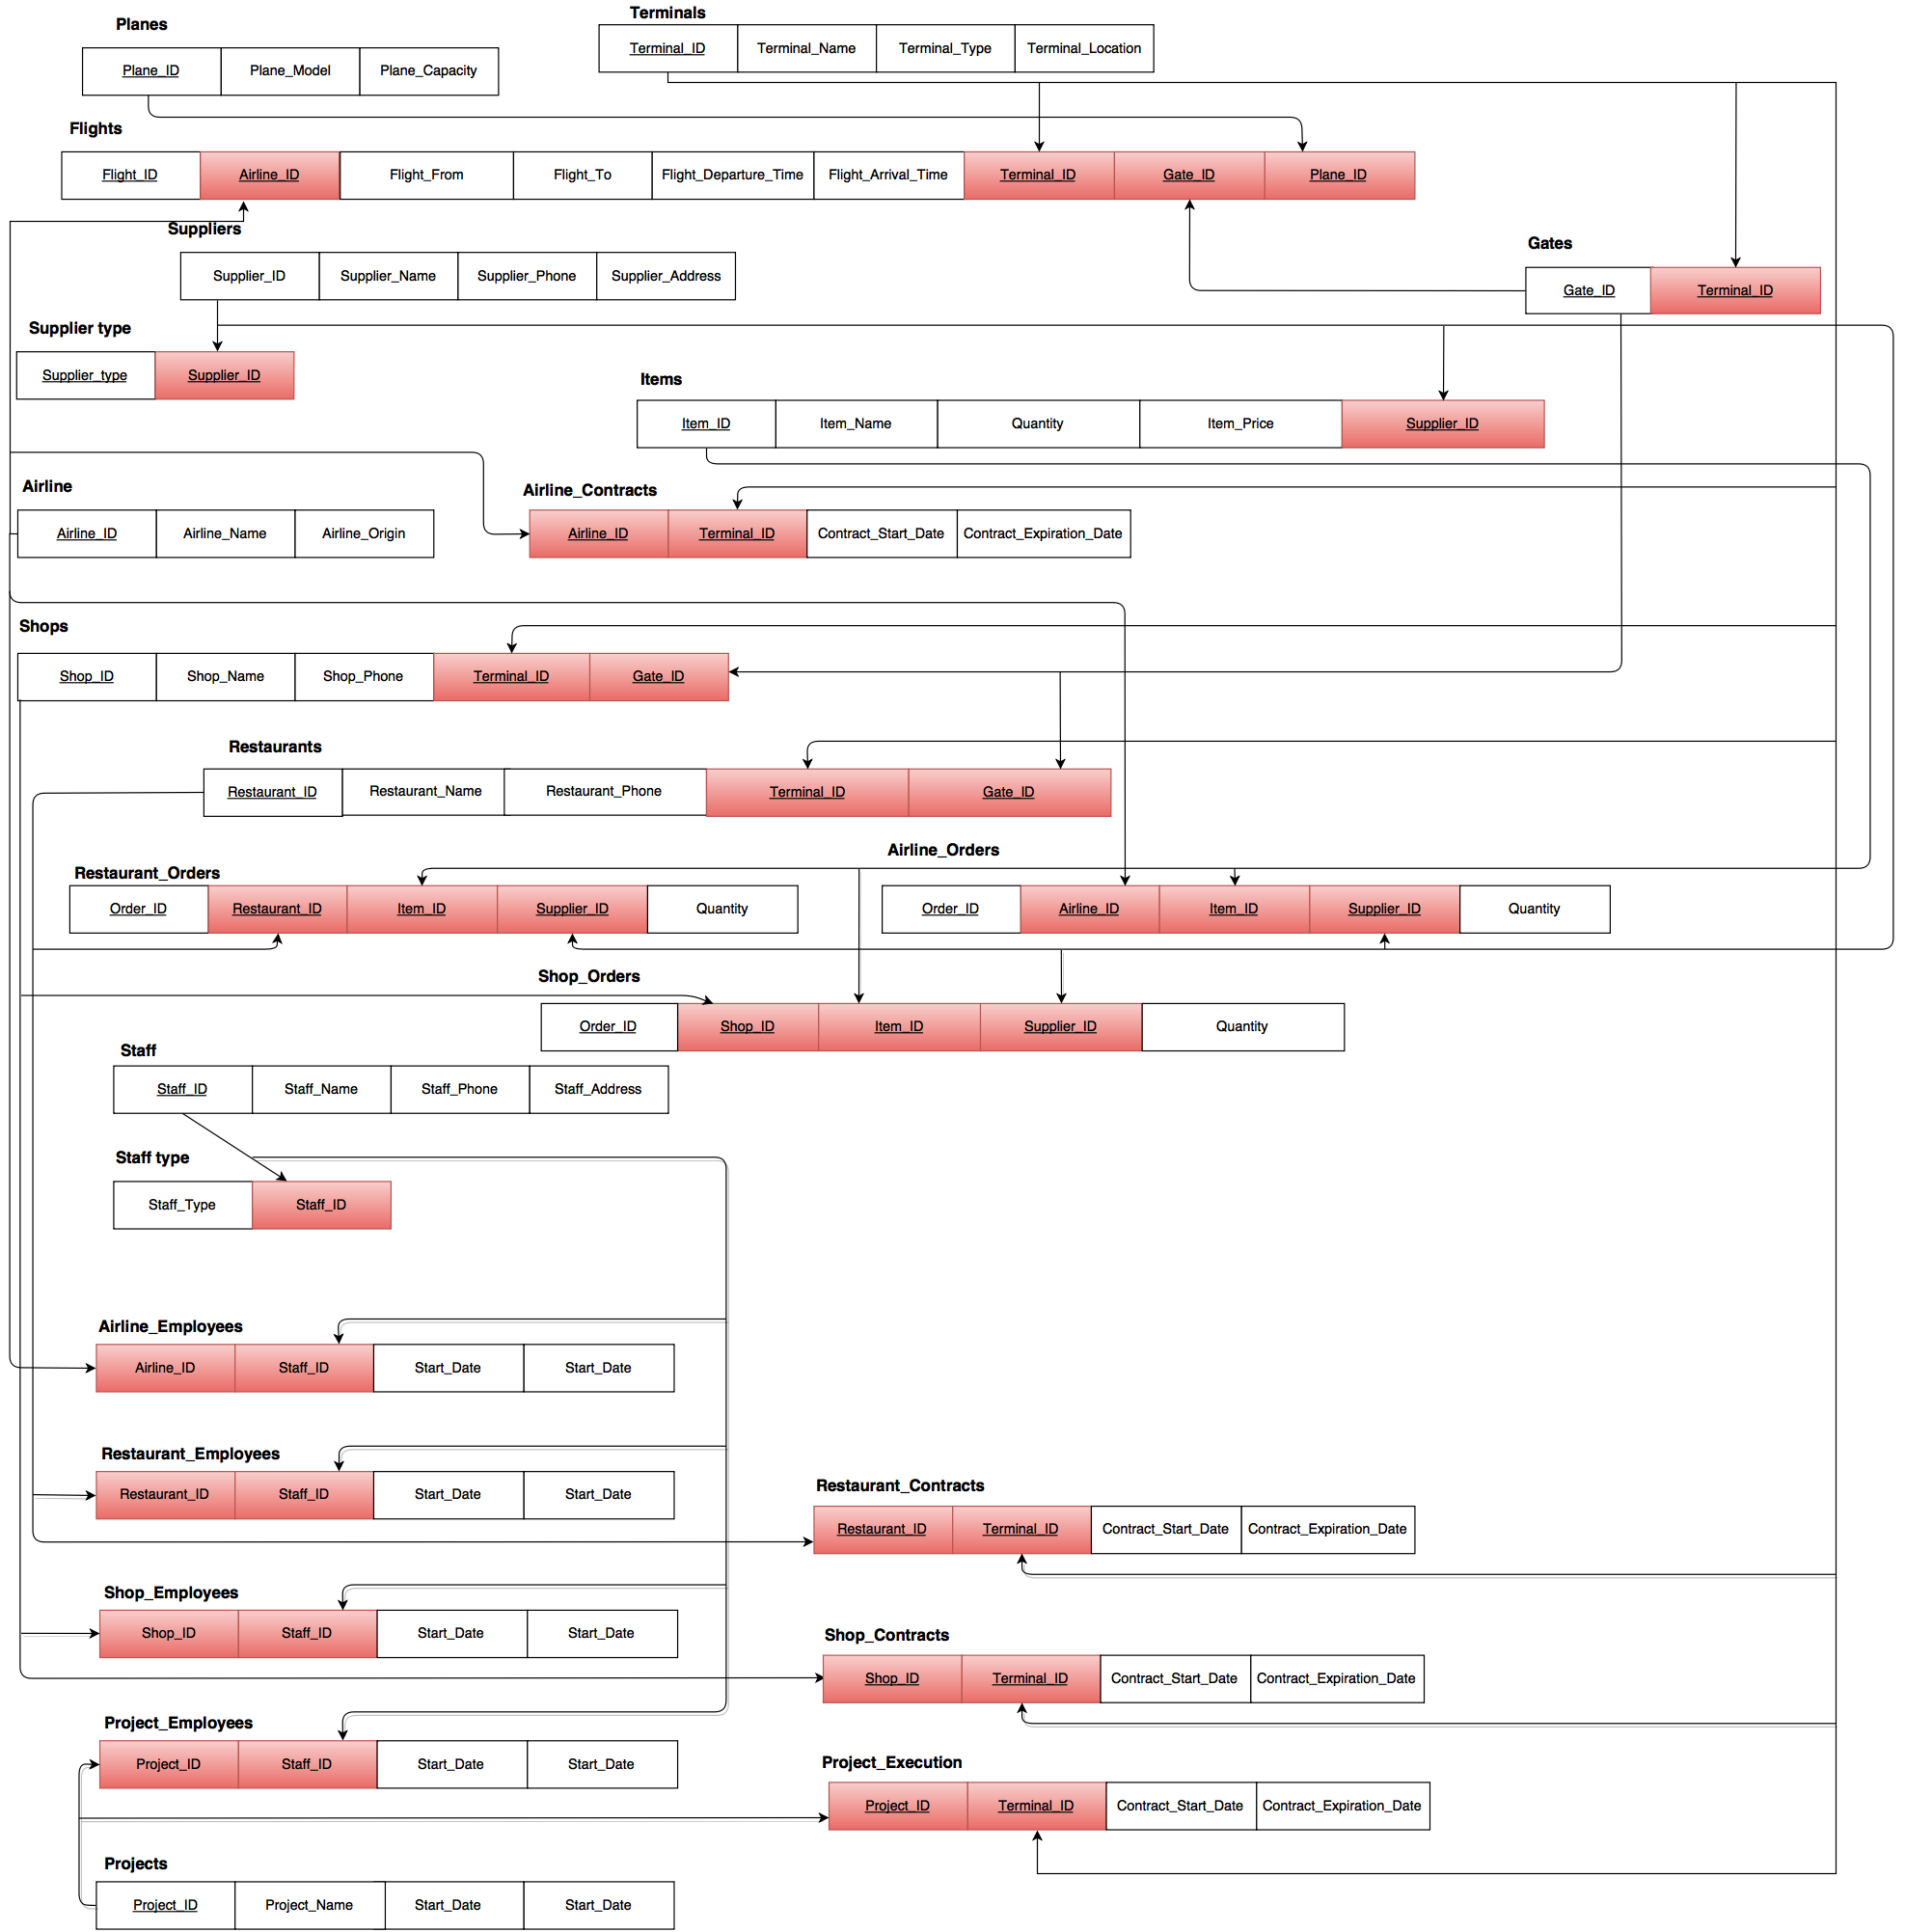 Planes
Plane_ID Plane_Model Plane_Capacity
Terminals
Terminal_ID Terminal_Name Terminal_Type Terminal_Location
Flights
Flight_ID Airline_ID Flight_From Flight_To Flight_Departure_Time Flight_Arrival_Time Terminal_ID Gate_ID Plane_ID
Suppliers
Supplier_ID Supplier_Name Supplier_Phone Supplier_Address
Gates
Gate_ID Terminal_ID
Supplier type
Supplier_type Supplier_ID
Items
Item_ID Item_Name Quantity Item_Price Supplier_ID
Airline
Airline_ID Airline_Name Airline_Origin
Airline_Contracts
Airline_ID Terminal_ID Contract_Start_Date Contract_Expiration_Date
Shops
Shop_ID Shop_Name Shop_Phone Terminal_ID Gate_ID
Restaurants
Restaurant_ID Restaurant_Name Restaurant_Phone Terminal_ID Gate_ID
Restaurant_Orders
Order_ID Restaurant_ID Item_ID Supplier_ID Quantity
Airline_Orders
Order_ID Airline_ID Item_ID Supplier_ID Quantity
Shop_Orders
Order_ID Shop_ID Item_ID Supplier_ID Quantity
Staff
Staff_ID Staff_Name Staff_Phone Staff_Address
Staff type
Staff_Type Staff_ID
Airline_Employees
Airline_ID Staff_ID Start_Date Start_Date
Restaurant_Employees
Restaurant_ID Staff_ID Start_Date Start_Date
Restaurant_Contracts
Restaurant_ID Terminal_ID Contract_Start_Date Contract_Expiration_Date
Shop_Employees
Shop_ID Staff_ID Start_Date Start_Date
Shop_Contracts
Shop_ID Terminal_ID Contract_Start_Date Contract_Expiration_Date
Project_Employees
Project_ID Staff_ID Start_Date Start_Date
Project_Execution
Project_ID Terminal_ID Contract_Start_Date Contract_Expiration_Date
Projects
Project_ID Project_Name Start_Date Start_Date